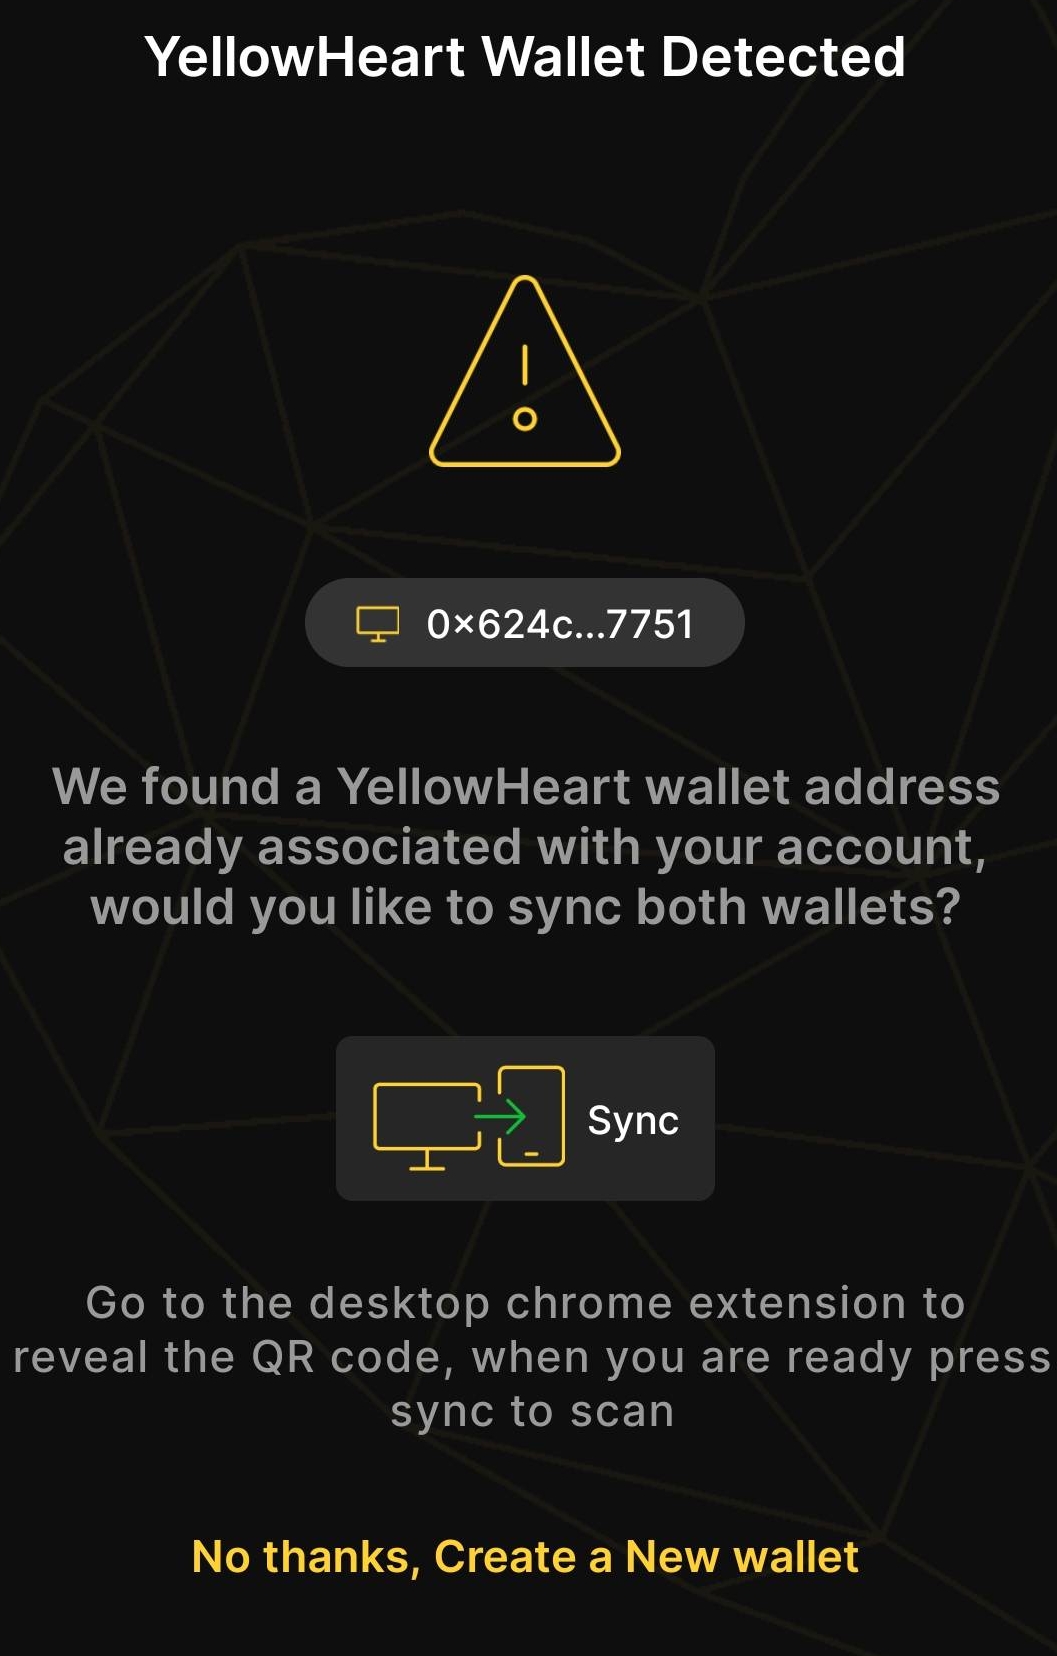 YellowHeart Wallet Detected
0×624c...7751
We found a YellowHeart wallet address
already associated with your account,
would you like to sync both wallets?
Sync
Go to the desktop chrome extension to
reveal the QR code, when you are ready press
sync to scan
No thanks, Create a New wallet